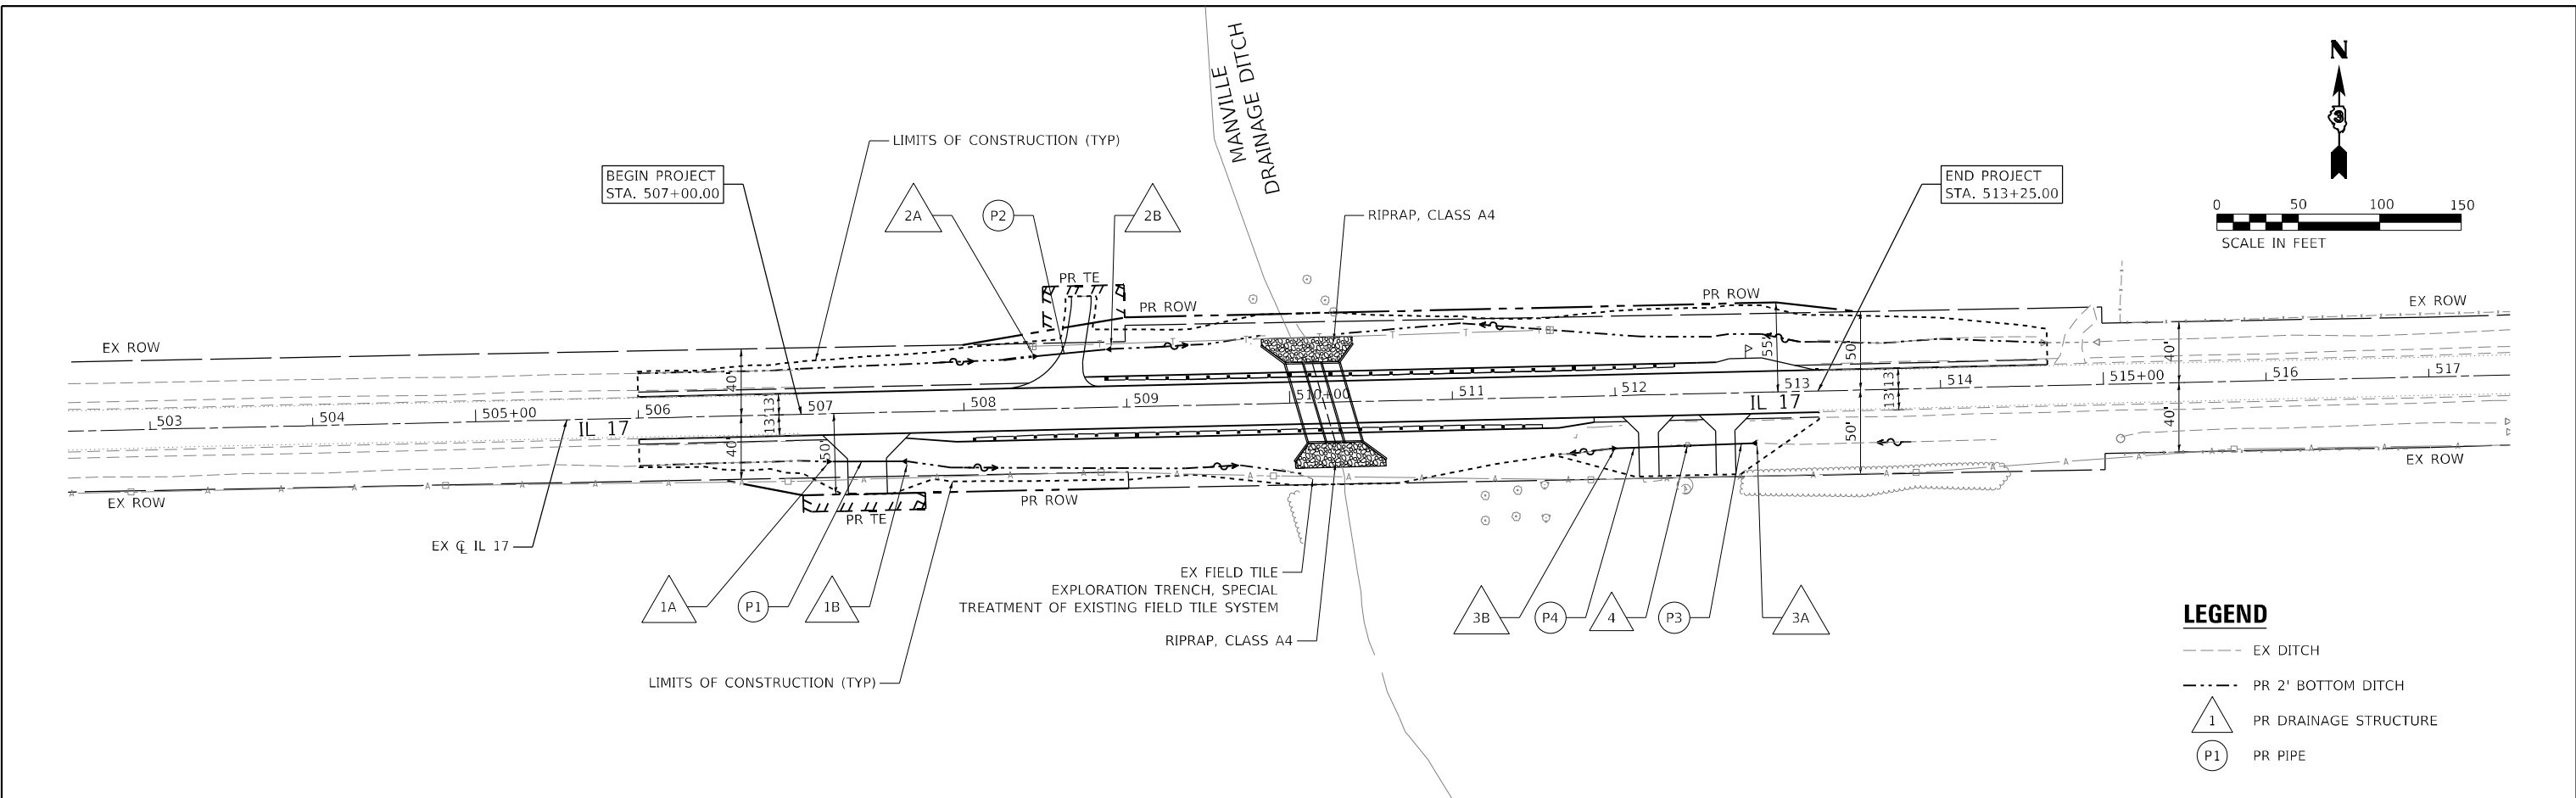 MANVILLE
DRAINAGE DITCH
N
3
LIMITS OF CONSTRUCTION (TYP)
BEGIN PROJECT
STA. 507+00.00
END PROJECT
STA. 513+25.00
2A
P2
2B
RIPRAP, CLASS A4
0 50 100 150
SCALE IN FEET
PR TE
PR ROW
PR ROW
EX ROW
EX ROW
40'
13'
13'
40'
50'
55'
50'
13'
13'
50'
40'
40'
503
504
505+00
506
507
508
509
510+00
511
512
513
514
515+00
516
517
IL 17
IL 17
EX ROW
EX ROW
PR TE
PR ROW
EX CL IL 17
EX FIELD TILE
EXPLORATION TRENCH, SPECIAL
TREATMENT OF EXISTING FIELD TILE SYSTEM
1A
P1
1B
3B
P4
4
P3
3A
RIPRAP, CLASS A4
LIMITS OF CONSTRUCTION (TYP)
LEGEND
EX DITCH
PR 2' BOTTOM DITCH
1 PR DRAINAGE STRUCTURE
P1 PR PIPE